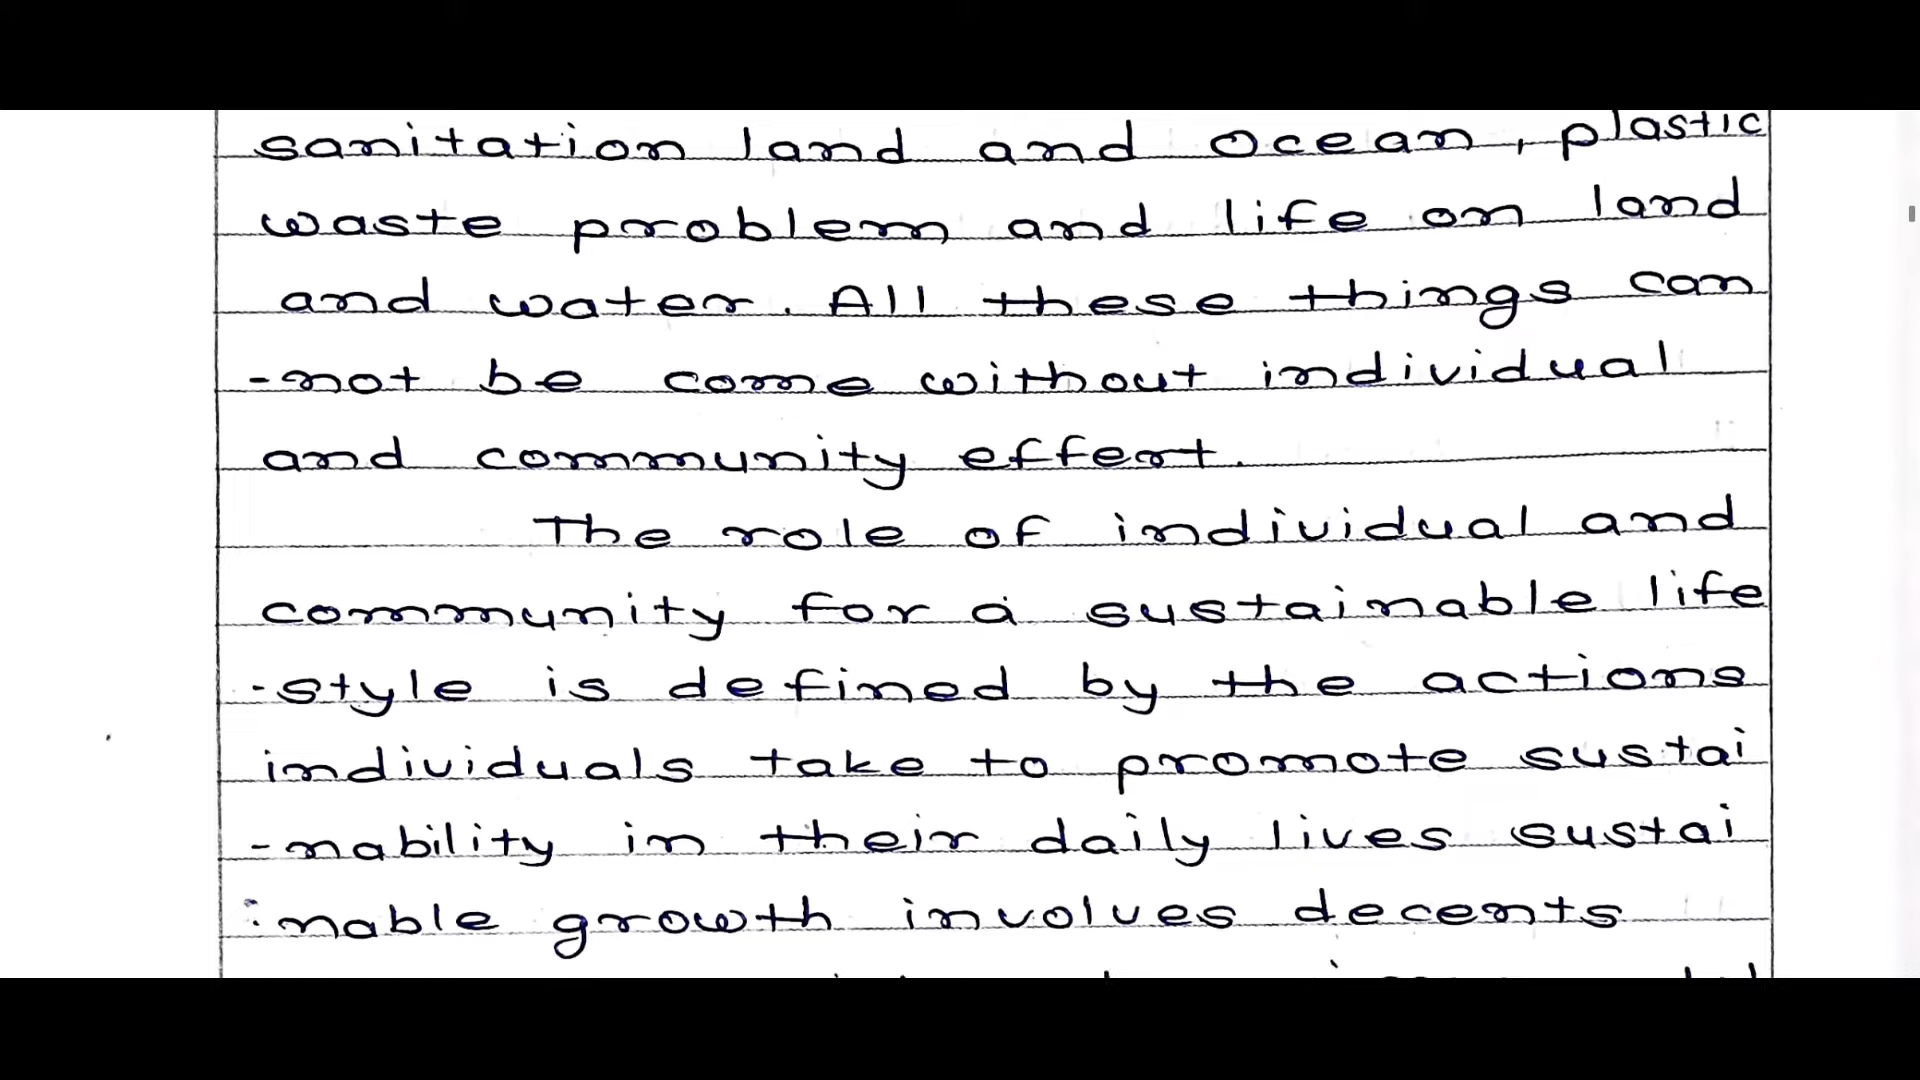 sanitation land and ocean, plastic
waste problem and life on land
and water. All these things can
-not be come without individual
and community effert.
The role of individual and
community for a sustainable life
-style is defined by the actions
individuals take to promote sustai
-nability in their daily lives sustai
-nable growth involves decents